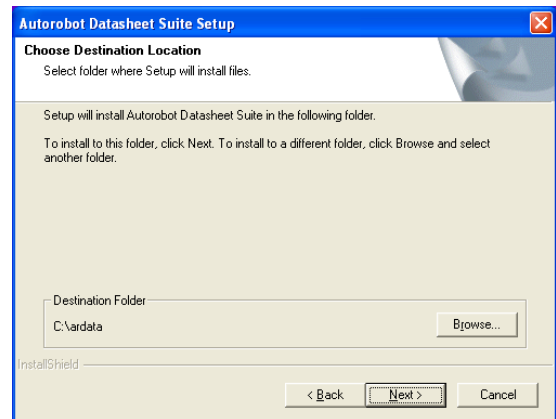 Autorobot Datasheet Suite Setup
Choose Destination Location
Select folder where Setup will install files.
Setup will install Autorobot Datasheet Suite in the following folder.
To install to this folder, click Next. To install to a different folder, click Browse and select
another folder.
Destination Folder
C:\ardata
Browse...
InstallShield
< Back
Next >
Cancel